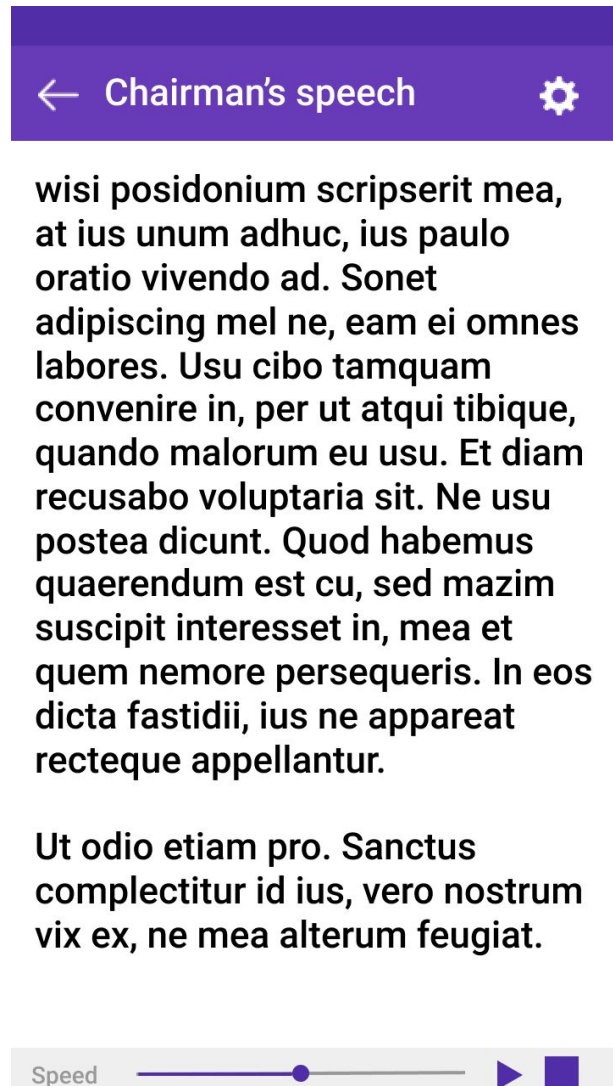 Chairman's speech
wisi posidonium scripserit mea,
at ius unum adhuc, ius paulo
oratio vivendo ad. Sonet
adipiscing mel ne, eam ei omnes
labores. Usu cibo tamquam
convenire in, per ut atqui tibique,
quando malorum eu usu. Et diam
recusabo voluptaria sit. Ne usu
postea dicunt. Quod habemus
quaerendum est cu, sed mazim
suscipit interesset in, mea et
quem nemore persequeris. In eos
dicta fastidii, ius ne appareat
recteque appellantur.
Ut odio etiam pro. Sanctus
complectitur id ius, vero nostrum
vix ex, ne mea alterum feugiat.
Speed